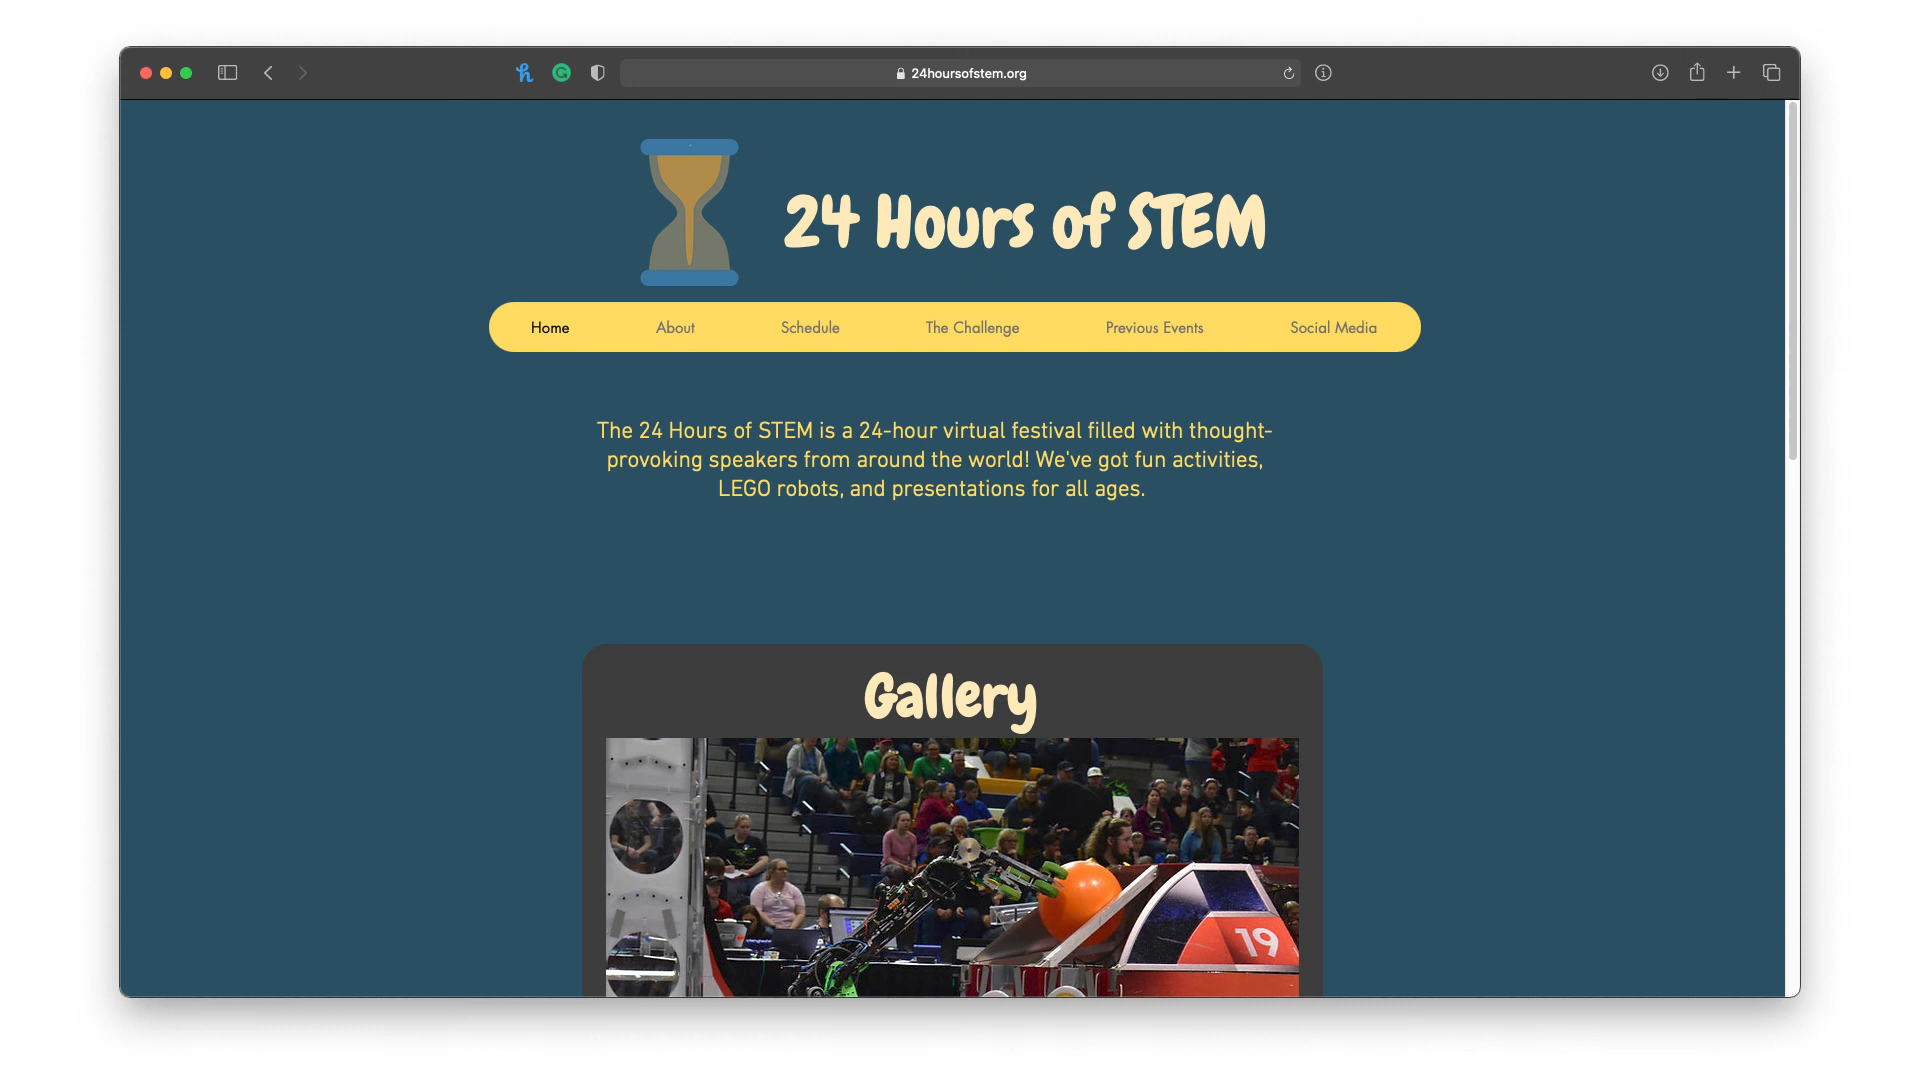 24hoursofstem.org
24 Hours of STEM
Home About Schedule The Challenge Previous Events Social Media
The 24 Hours of STEM is a 24-hour virtual festival filled with thought-
provoking speakers from around the world! We've got fun activities,
LEGO robots, and presentations for all ages.
Gallery
19